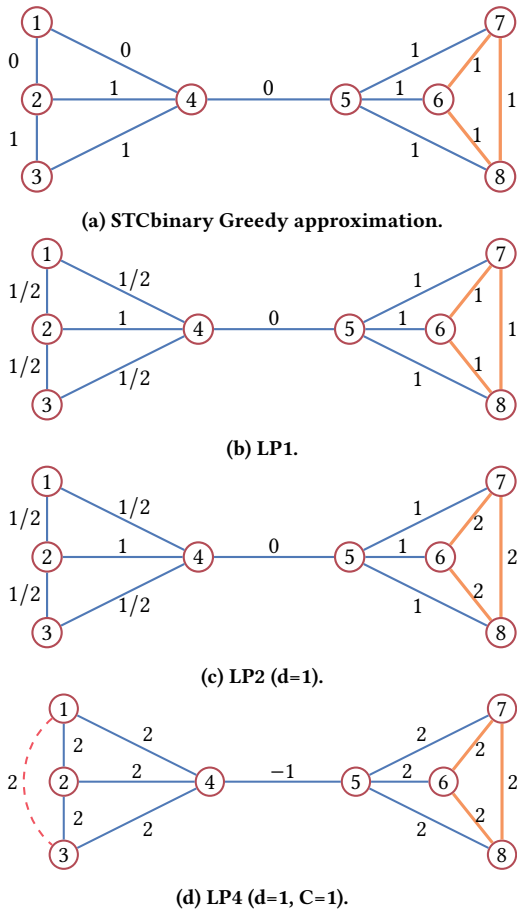 1 0 7
0 1
2 1 4 0 5 1 6 1 1
1 1 1
3 1 8
(a) STCbinary Greedy approximation.
1 1/2 7
1/2 1 1
2 1 4 0 5 1 6 1
1/2 1/2 1 1
3 8
(b) LP1.
1 1/2 7
1/2 1 2
2 1 4 0 5 1 6 2
1/2 1/2 1 2
3 8
(c) LP2 (d=1).
1 2 7
2 2 2
2 2 2 4 −1 5 2 6 2
2 2 2 2
3 8
(d) LP4 (d=1, C=1).